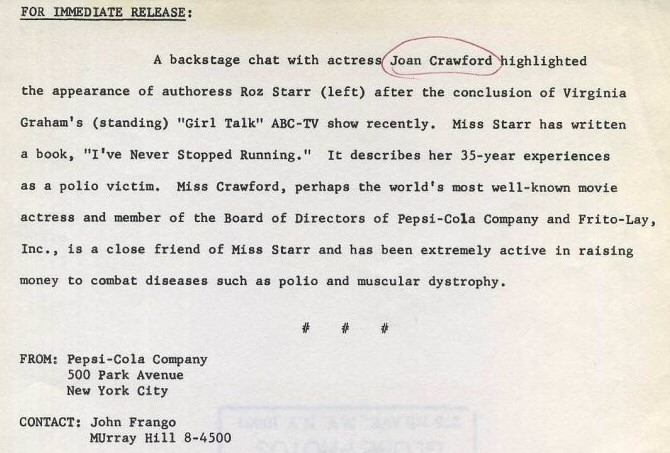 FOR IMMEDIATE RELEASE:
A backstage chat with actress Joan Crawford highlighted
the appearance of authoress Roz Starr (left) after the conclusion of Virginia
Graham's (standing) "Girl Talk" ABC-TV show recently. Miss Starr has written
a book, "I've Never Stopped Running." It describes her 35-year experiences
as a polio victim. Miss Crawford, perhaps the world's most well-known movie
actress and member of the Board of Directors of Pepsi-Cola Company and Frito-Lay,
Inc., is a close friend of Miss Starr and has been extremely active in raising
money to combat diseases such as polio and muscular dystrophy.
# # #
FROM: Pepsi-Cola Company
500 Park Avenue
New York City
CONTACT: John Frango
MUrray Hill 8-4500